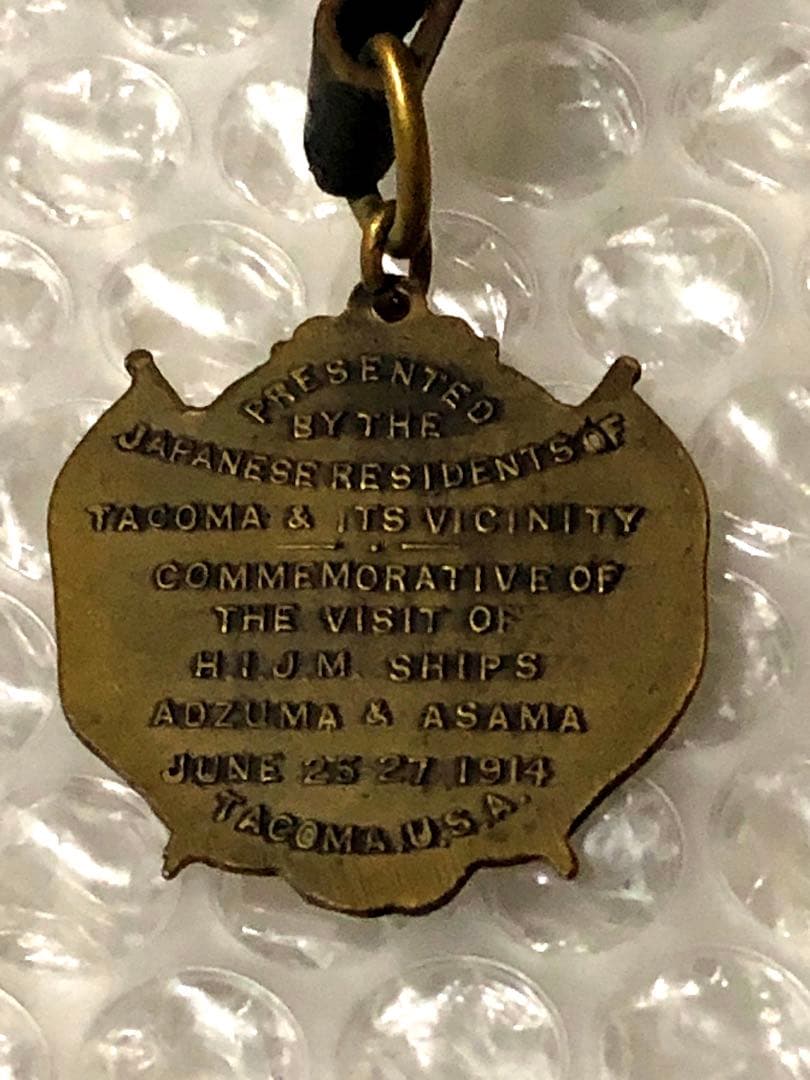 PRESENTED
BY THE
JAPANESE RESIDENTS OF
TACOMA & ITS VICINITY
COMMEMORATIVE OF
THE VISIT OF
H.I.J.M. SHIPS
ADZUMA & ASAMA
JUNE 25-27 1914
TACOMA, U.S.A.